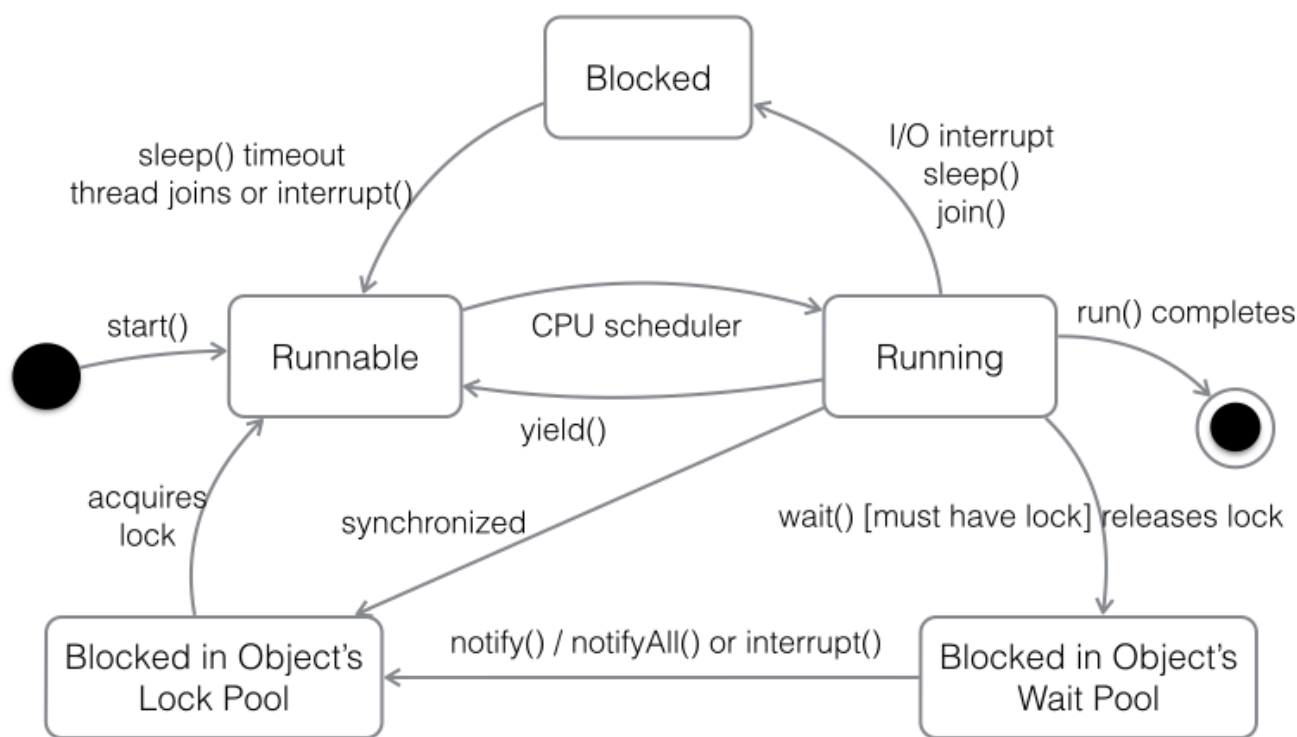 Blocked
I/O interrupt
sleep()
join()
sleep() timeout
thread joins or interrupt()
start()
Runnable
CPU scheduler
Running
run() completes
yield()
acquires
lock
synchronized
wait() [must have lock] releases lock
Blocked in Object's
Lock Pool
notify() / notifyAll() or interrupt()
Blocked in Object's
Wait Pool